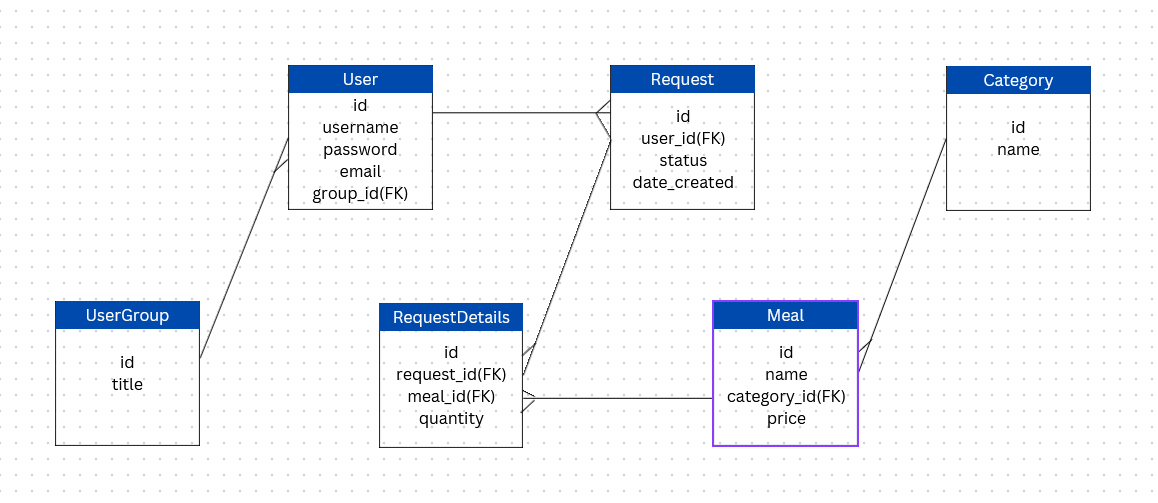 User
id
username
password
email
group_id(FK)
Request
id
user_id(FK)
status
date_created
Category
id
name
UserGroup
id
title
RequestDetails
id
request_id(FK)
meal_id(FK)
quantity
Meal
id
name
category_id(FK)
price